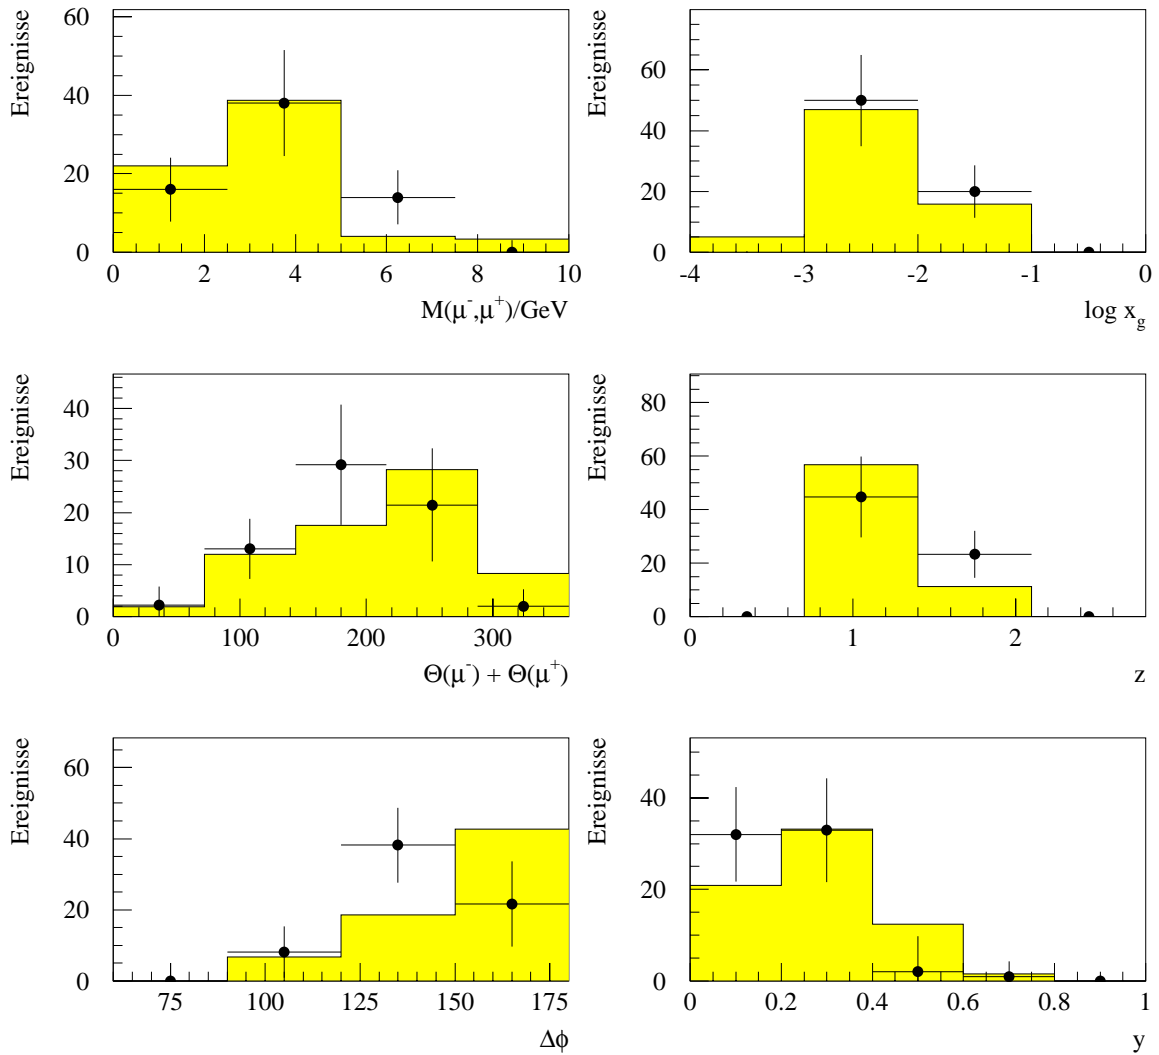 Ereignisse
60
40
20
0
0 2 4 6 8 10
M(μ⁻,μ⁺)/GeV
Ereignisse
60
40
20
0
-4 -3 -2 -1 0
log x_g
Ereignisse
40
30
20
10
0
0 100 200 300
Θ(μ⁻) + Θ(μ⁺)
Ereignisse
80
60
40
20
0
0 1 2
z
Ereignisse
60
40
20
0
75 100 125 150 175
Δϕ
Ereignisse
40
20
0
0 0.2 0.4 0.6 0.8 1
y